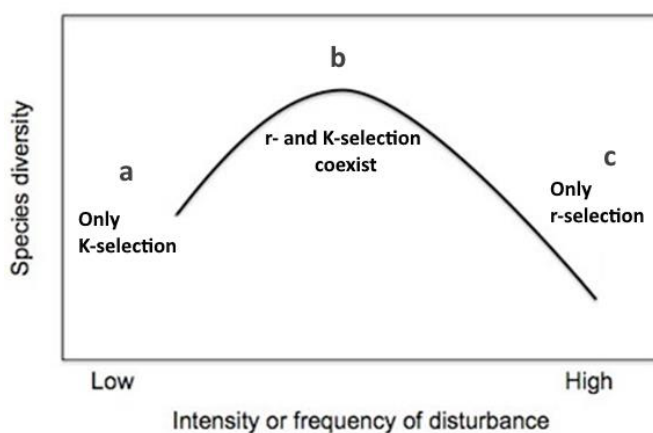 Species diversity
b
r- and K-selection
coexist
a
Only
K-selection
c
Only
r-selection
Low
High
Intensity or frequency of disturbance